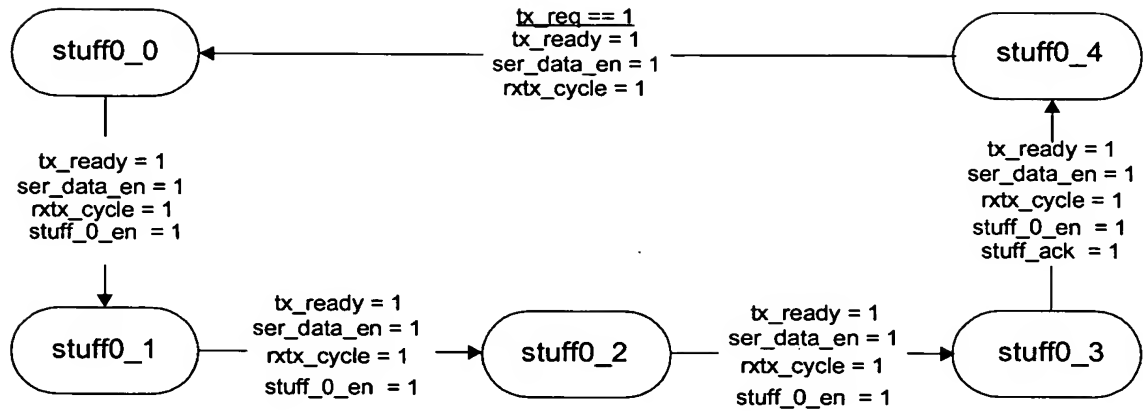 stuff0_0
tx_req == 1
tx_ready = 1
ser_data_en = 1
rxtx_cycle = 1
stuff0_4
tx_ready = 1
ser_data_en = 1
rxtx_cycle = 1
stuff_0_en = 1
tx_ready = 1
ser_data_en = 1
rxtx_cycle = 1
stuff_0_en = 1
stuff_ack = 1
stuff0_1
tx_ready = 1
ser_data_en = 1
rxtx_cycle = 1
stuff_0_en = 1
stuff0_2
tx_ready = 1
ser_data_en = 1
rxtx_cycle = 1
stuff_0_en = 1
stuff0_3